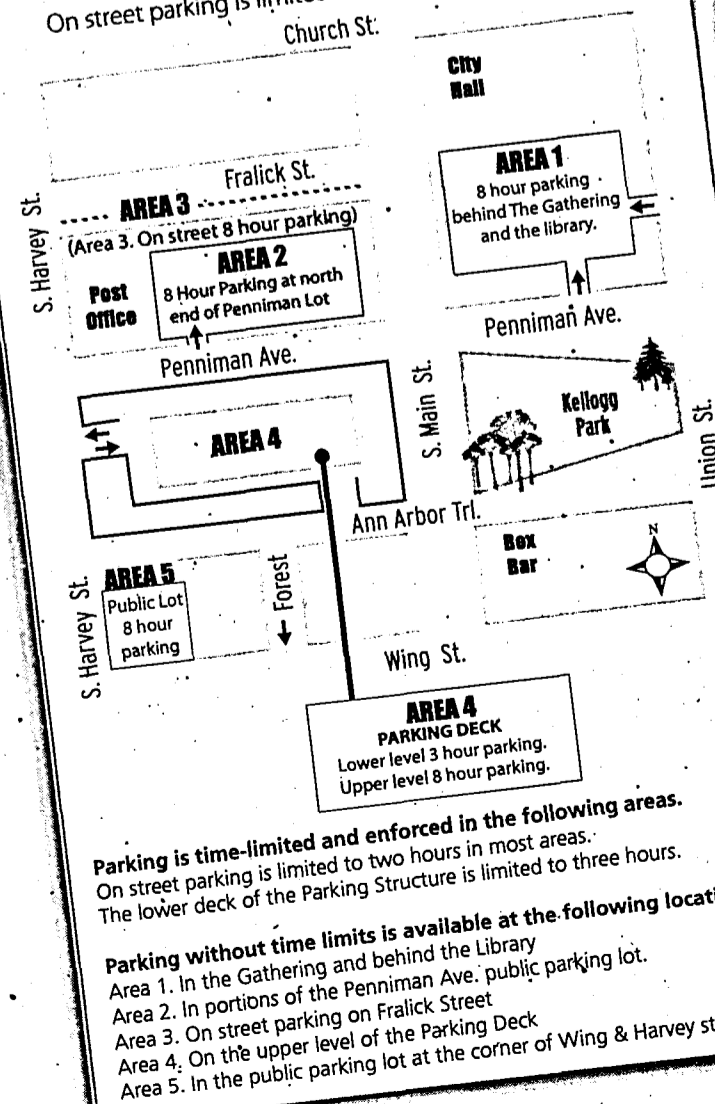 On street parking is limited
Church St.
City
Hall
Fralick St.
AREA 1
8 hour parking
behind The Gathering
and the library.
S. Harvey St.
AREA 3
(Area 3. On street 8 hour parking)
AREA 2
8 Hour Parking at north
end of Penniman Lot
Post
Office
Penniman Ave.
Penniman Ave.
S. Main St.
Kellogg
Park
Union St.
AREA 4
Ann Arbor Trl.
Box
Bar
N
AREA 5
Public Lot
8 hour
parking
S. Harvey St.
Forest
Wing St.
AREA 4
PARKING DECK
Lower level 3 hour parking.
Upper level 8 hour parking.
Parking is time-limited and enforced in the following areas.
On street parking is limited to two hours in most areas.
The lower deck of the Parking Structure is limited to three hours.
Parking without time limits is available at the following locati
Area 1. In the Gathering and behind the Library
Area 2. In portions of the Penniman Ave. public parking lot.
Area 3. On street parking on Fralick Street
Area 4. On the upper level of the Parking Deck
Area 5. In the public parking lot at the corner of Wing & Harvey st